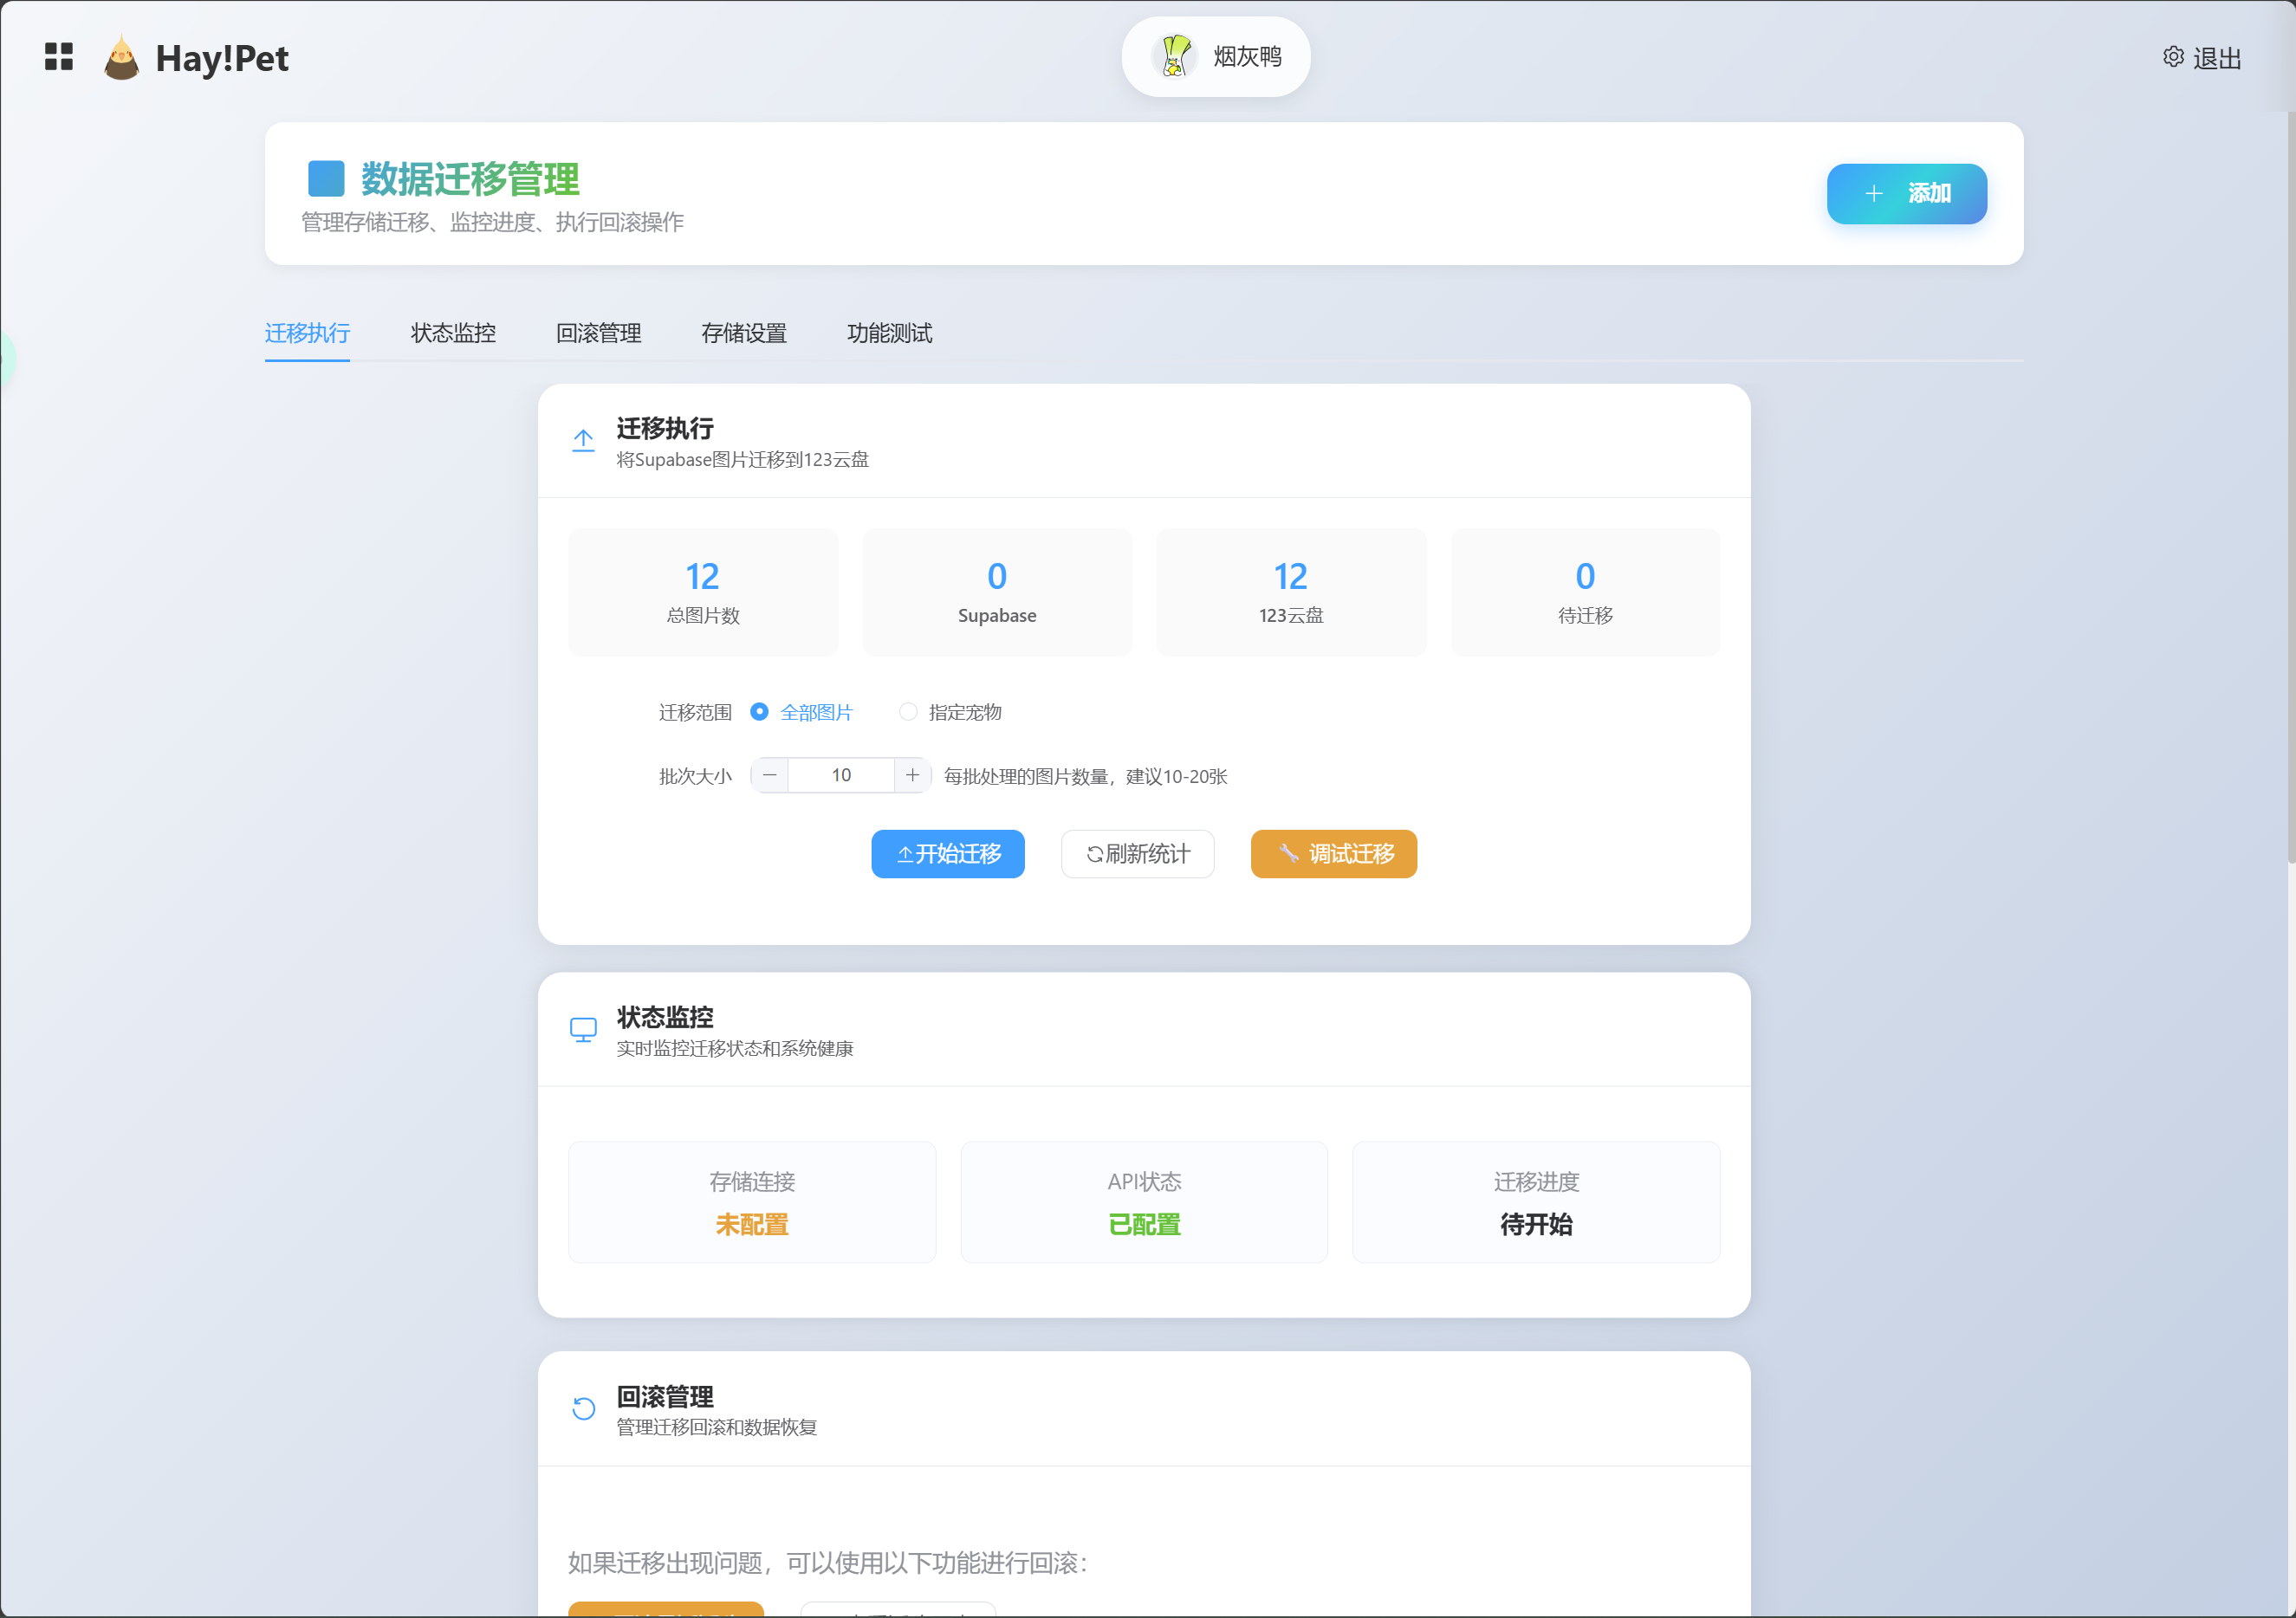 Hay!Pet
烟灰鸭
退出
数据迁移管理
管理存储迁移、监控进度、执行回滚操作
添加
迁移执行 状态监控 回滚管理 存储设置 功能测试
迁移执行
将Supabase图片迁移到123云盘
12 0 12 0
总图片数 Supabase 123云盘 待迁移
迁移范围 全部图片 指定宠物
批次大小 10 每批处理的图片数量，建议10-20张
开始迁移 刷新统计 调试迁移
状态监控
实时监控迁移状态和系统健康
存储连接 API状态 迁移进度
未配置 已配置 待开始
回滚管理
管理迁移回滚和数据恢复
如果迁移出现问题，可以使用以下功能进行回滚：